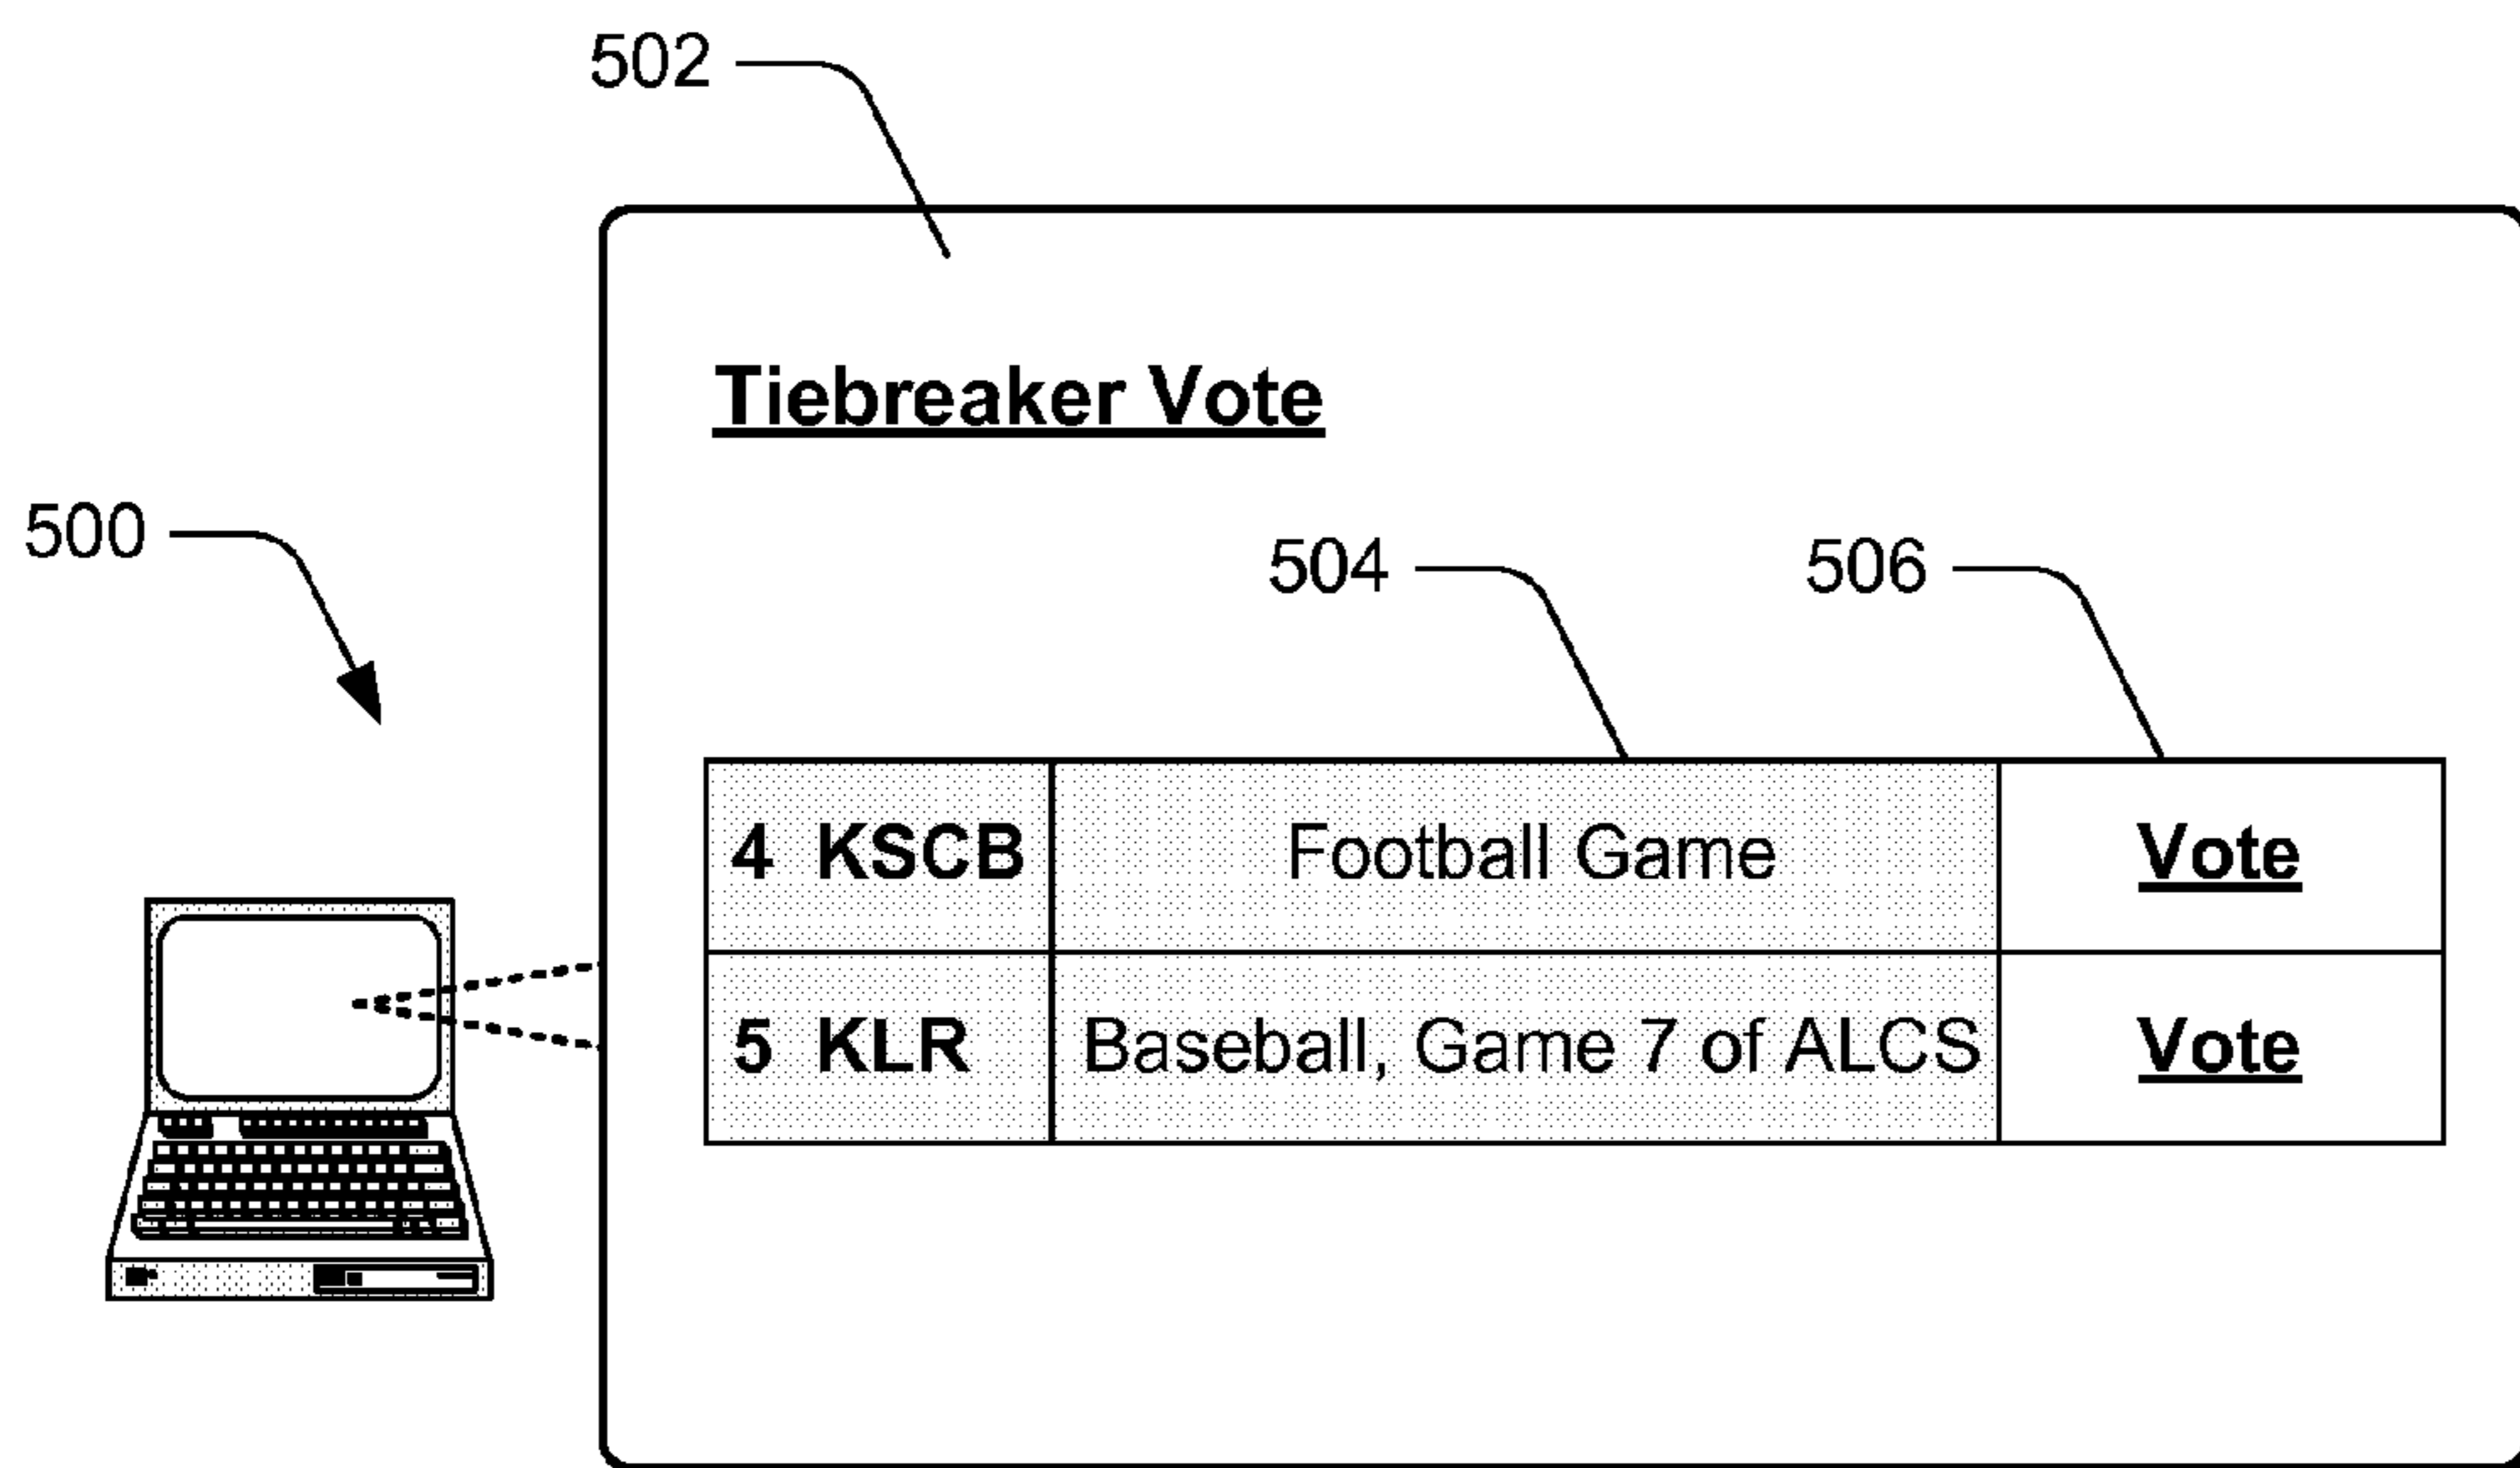 502
Tiebreaker Vote
500
504 506
4 KSCB Football Game Vote
5 KLR Baseball, Game 7 of ALCS Vote